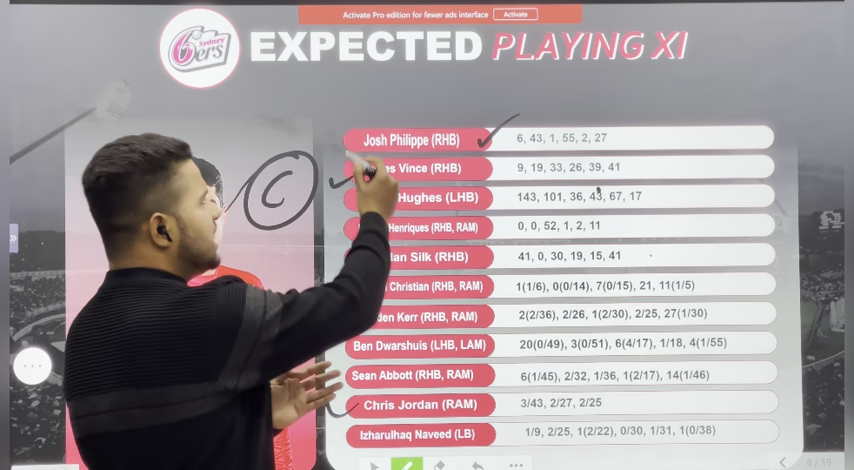 Activate Pro edition for fewer ads interface Activate
Sydney 6ers EXPECTED PLAYING XI
Josh Philippe (RHB) 6, 43, 1, 55, 2, 27
es Vince (RHB) 9, 19, 33, 26, 39, 41
C
Hughes (LHB) 143, 101, 36, 43, 67, 17
Henriques (RHB, RAM) 0, 0, 52, 1, 2, 11
lan Silk (RHB) 41, 0, 30, 19, 15, 41
Christian (RHB, RAM) 1(1/6), 0(0/14), 7(0/15), 21, 11(1/5)
den Kerr (RHB, RAM) 2(2/36), 2/26, 1(2/30), 2/25, 27(1/30)
Ben Dwarshuis (LHB, LAM) 20(0/49), 3(0/51), 6(4/17), 1/18, 4(1/55)
Sean Abbott (RHB, RAM) 6(1/45), 2/32, 1/36, 1(2/17), 14(1/46)
Chris Jordan (RAM) 3/43, 2/27, 2/25
Izharulhaq Naveed (LB) 1/9, 2/25, 1(2/22), 0/30, 1/31, 1(0/38)
8 / 19